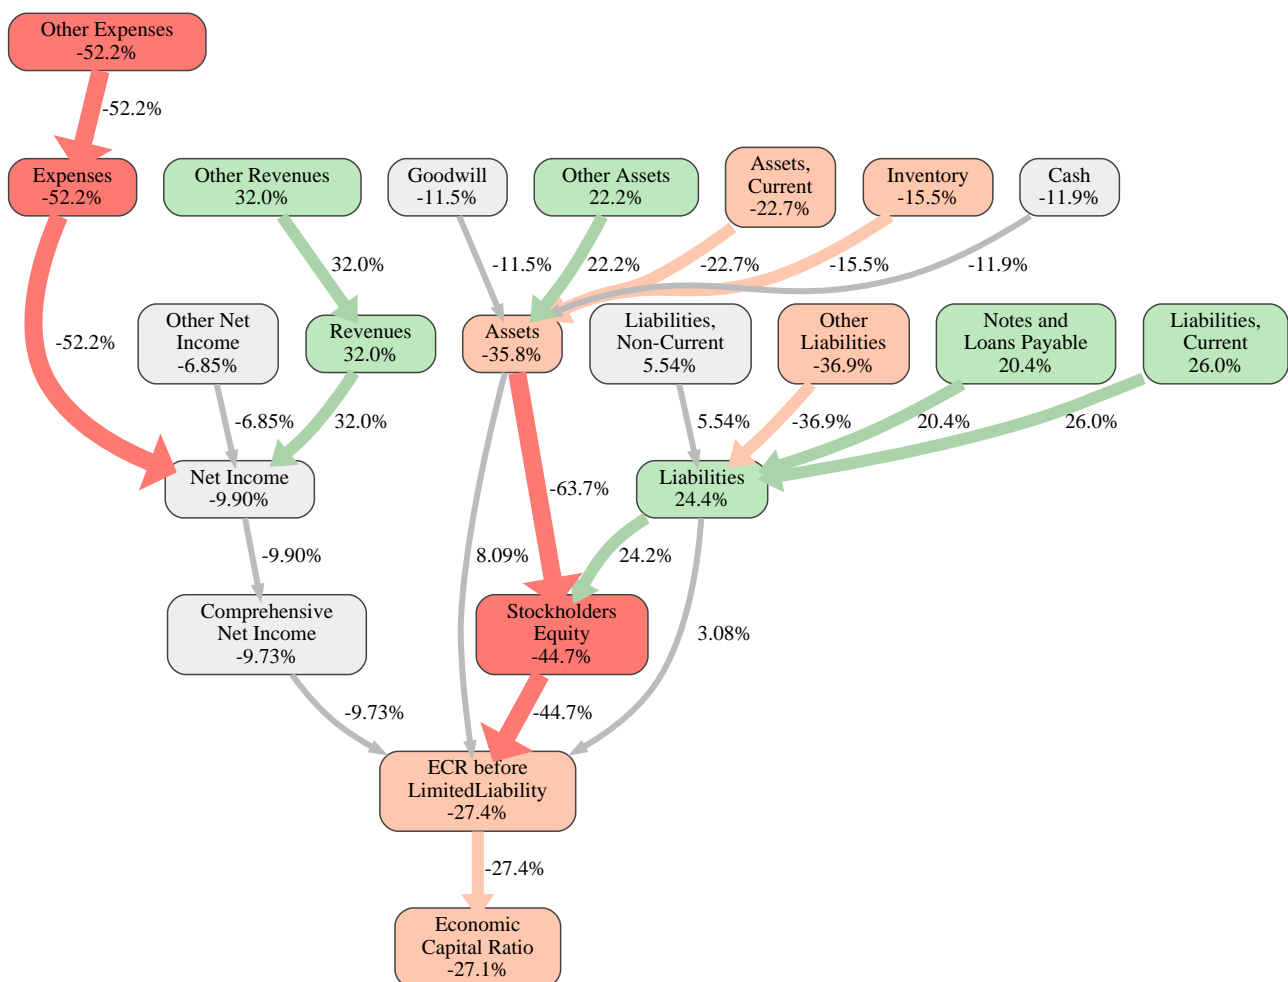 Other Expenses
-52.2%
-52.2%
Expenses
-52.2%
Other Revenues
32.0%
Goodwill
-11.5%
Other Assets
22.2%
Assets,
Current
-22.7%
Inventory
-15.5%
Cash
-11.9%
32.0%
-11.5%
22.2%
-22.7%
-15.5%
-11.9%
-52.2%
Other Net
Income
-6.85%
Revenues
32.0%
Assets
-35.8%
Liabilities,
Non-Current
5.54%
Other
Liabilities
-36.9%
Notes and
Loans Payable
20.4%
Liabilities,
Current
26.0%
-6.85%
32.0%
5.54%
-36.9%
20.4%
26.0%
Net Income
-9.90%
-63.7%
Liabilities
24.4%
-9.90%
8.09%
24.2%
Comprehensive
Net Income
-9.73%
Stockholders
Equity
-44.7%
3.08%
-9.73%
-44.7%
ECR before
LimitedLiability
-27.4%
-27.4%
Economic
Capital Ratio
-27.1%